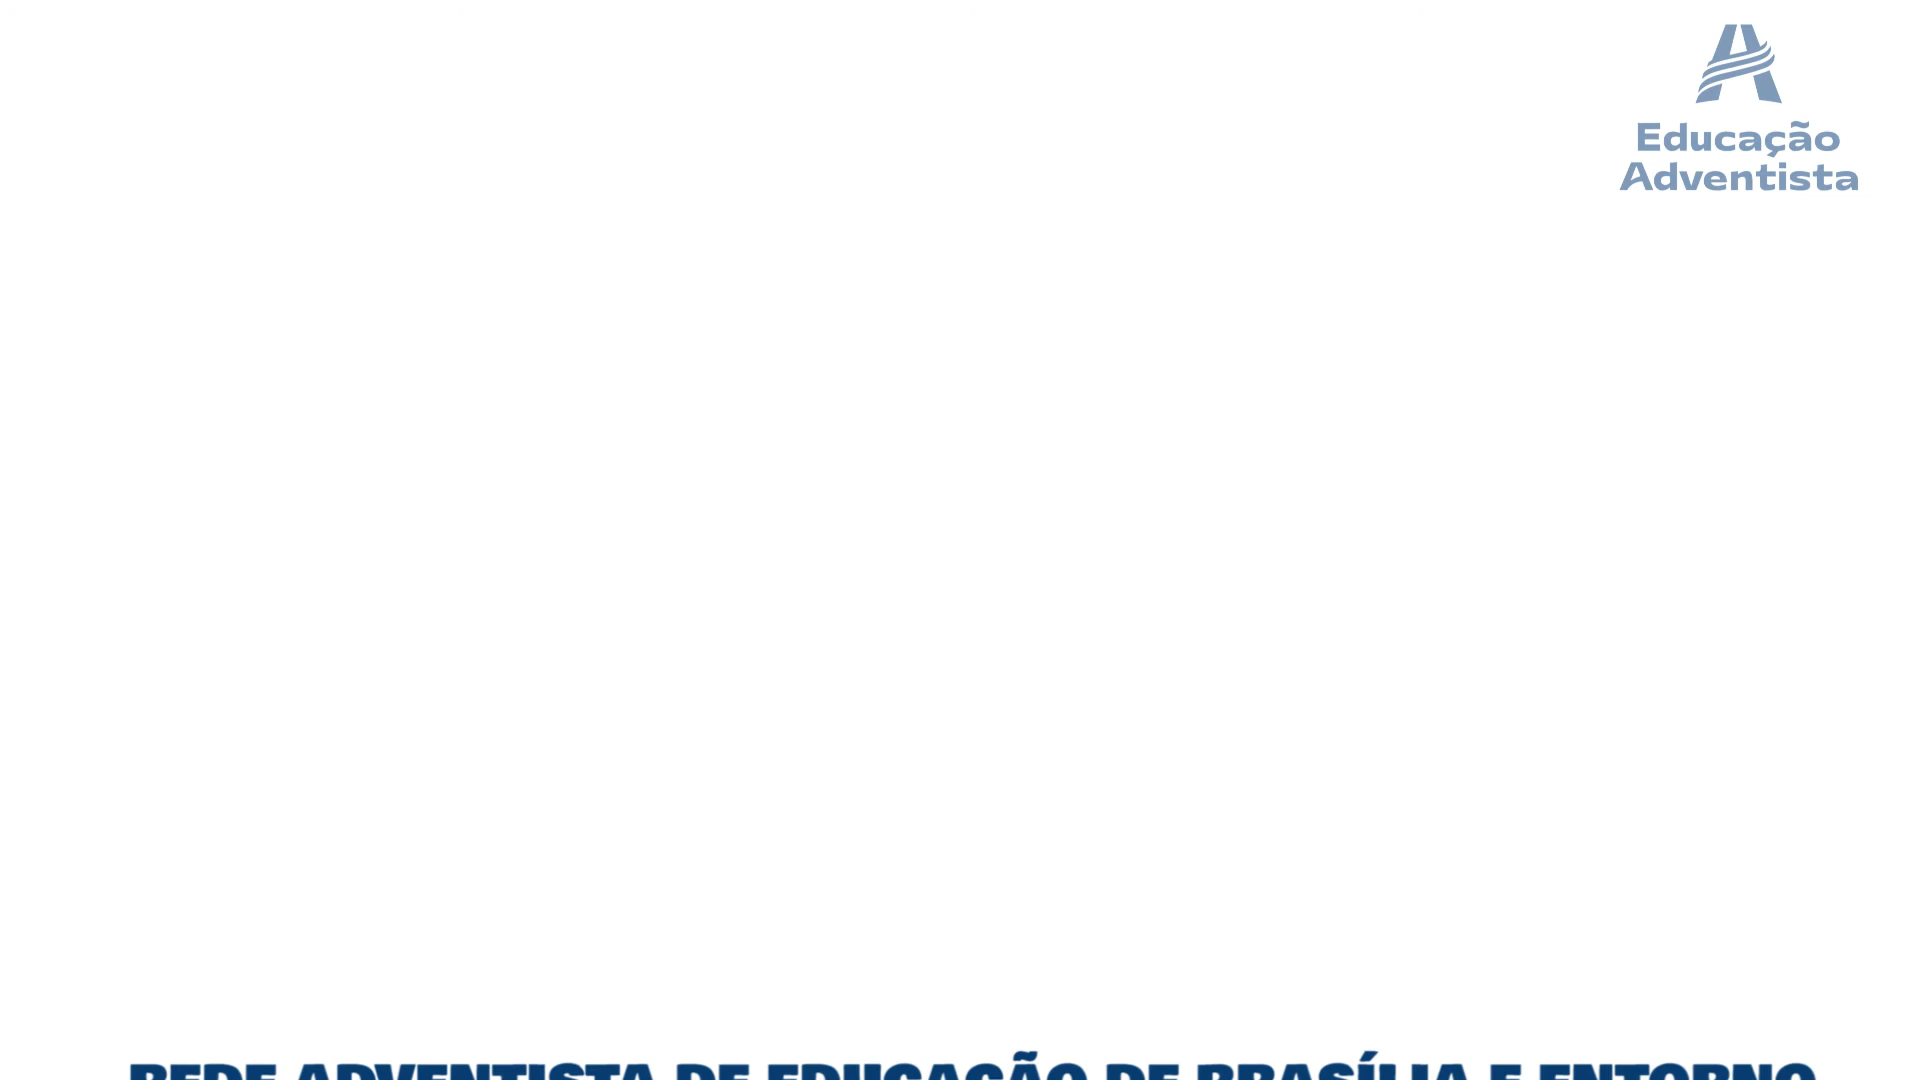 Educação
Adventista
REDE ADVENTISTA DE EDUCAÇÃO DE BRASÍLIA E ENTORNO